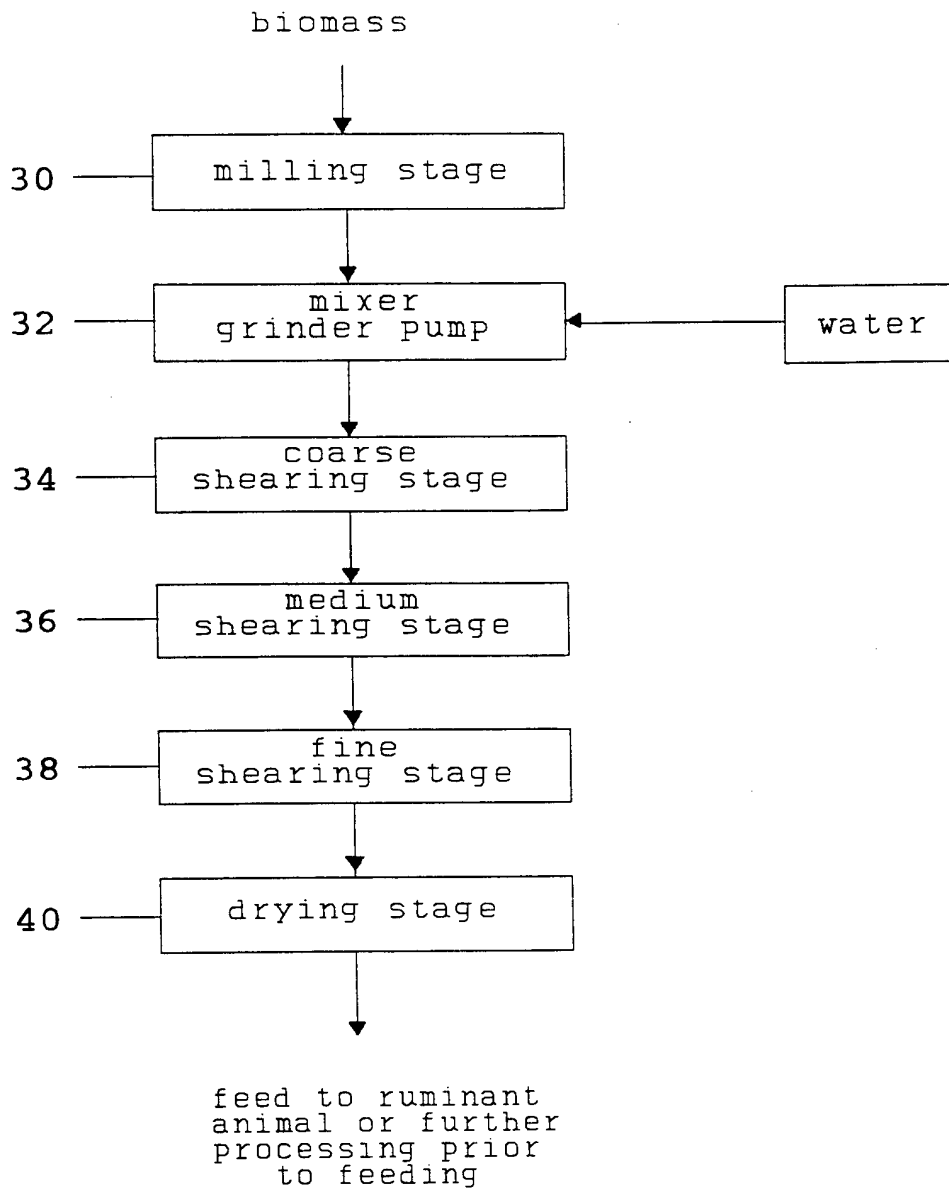 biomass
30
milling stage
32
mixer
grinder pump
water
34
coarse
shearing stage
36
medium
shearing stage
38
fine
shearing stage
40
drying stage
feed to ruminant
animal or further
processing prior
to feeding